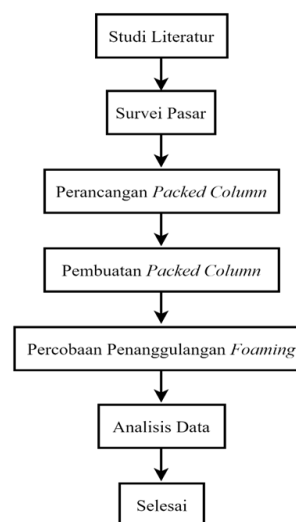 Studi Literatur
Survei Pasar
Perancangan Packed Column
Pembuatan Packed Column
Percobaan Penanggulangan Foaming
Analisis Data
Selesai